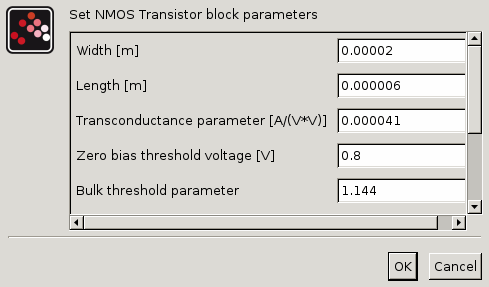 Set NMOS Transistor block parameters
Width [m] 0.00002
Length [m] 0.000006
Transconductance parameter [A/(V*V)] 0.000041
Zero bias threshold voltage [V] 0.8
Bulk threshold parameter 1.144
OK Cancel